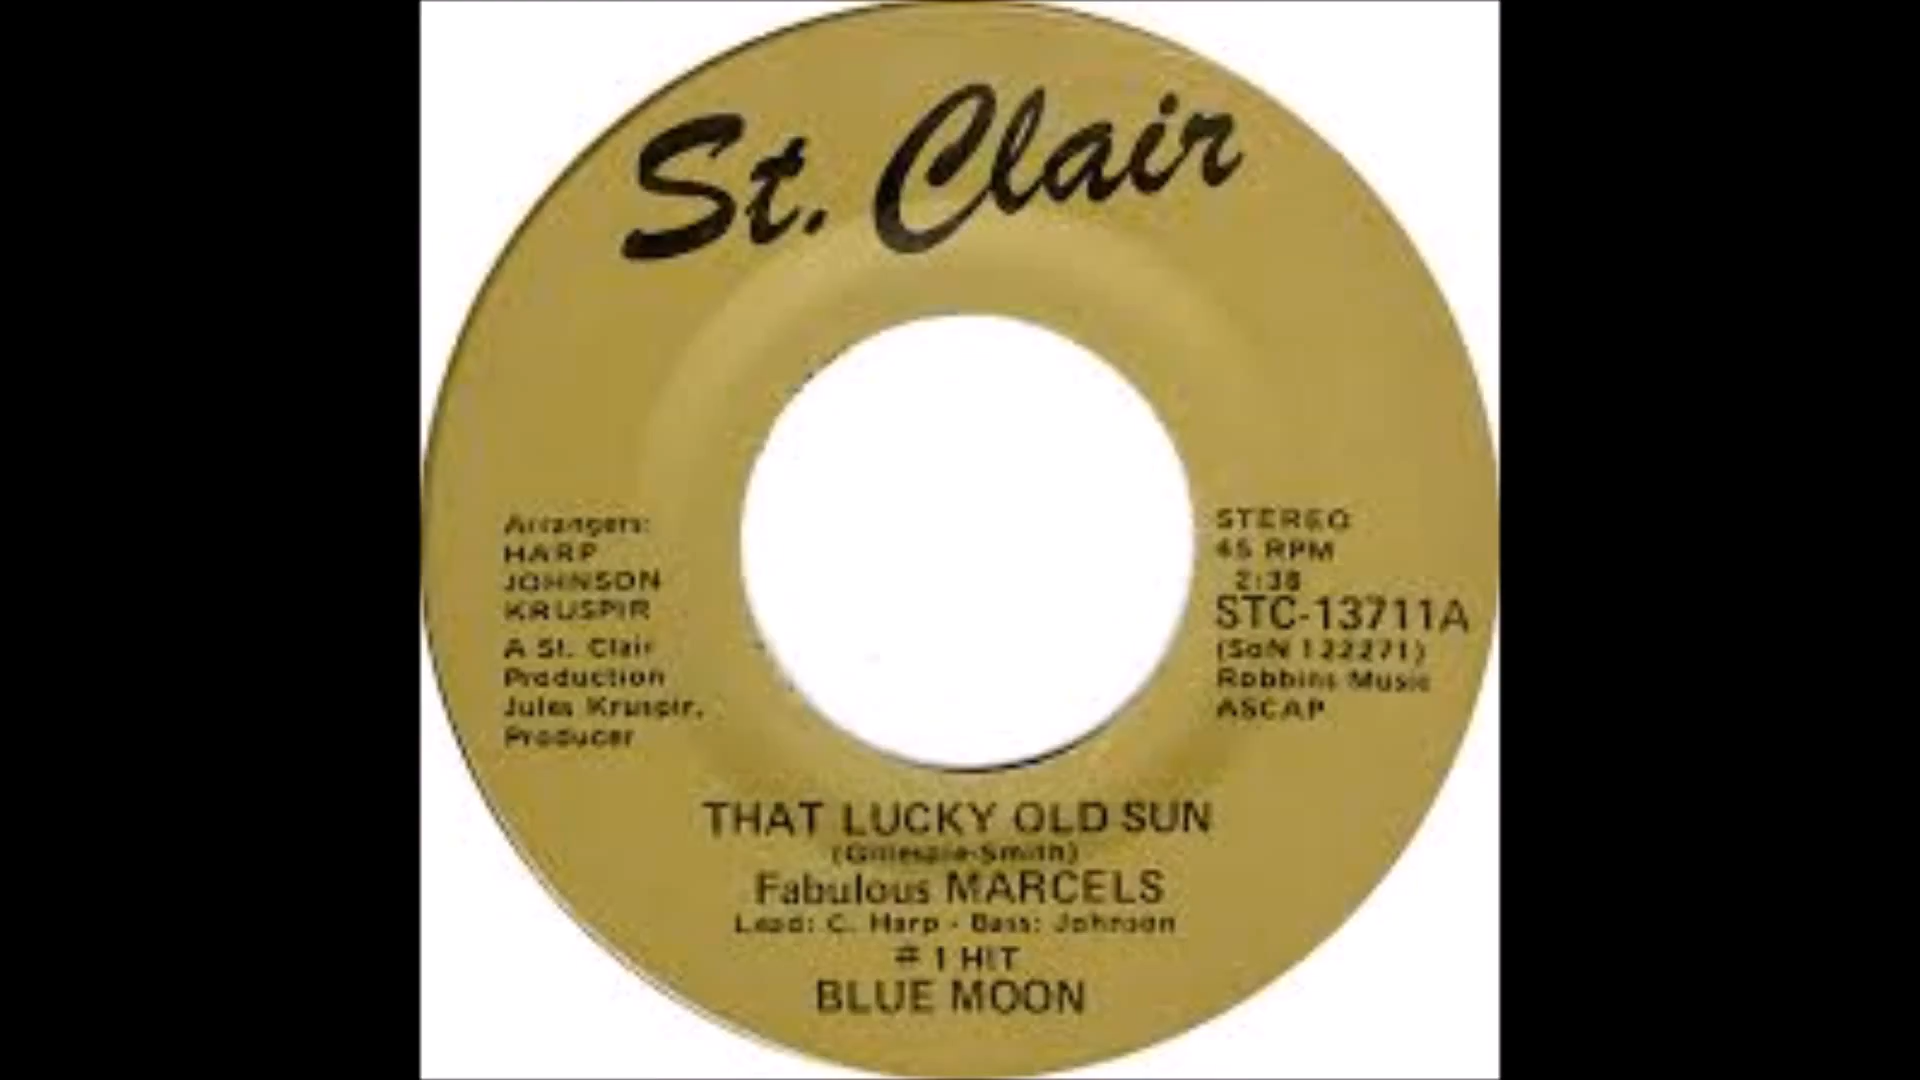 St. Clair
Arrangers:
HARP
JOHNSON
KRUSPIR
A St. Clair
Production
Jules Kruspir,
Producer
STEREO
45 RPM
2:38
STC-13711A
(SoN 122271)
Robbins Music
ASCAP
THAT LUCKY OLD SUN
(Gillespie-Smith)
Fabulous MARCELS
Lead: C. Harp - Bass: Johnson
# 1 HIT
BLUE MOON